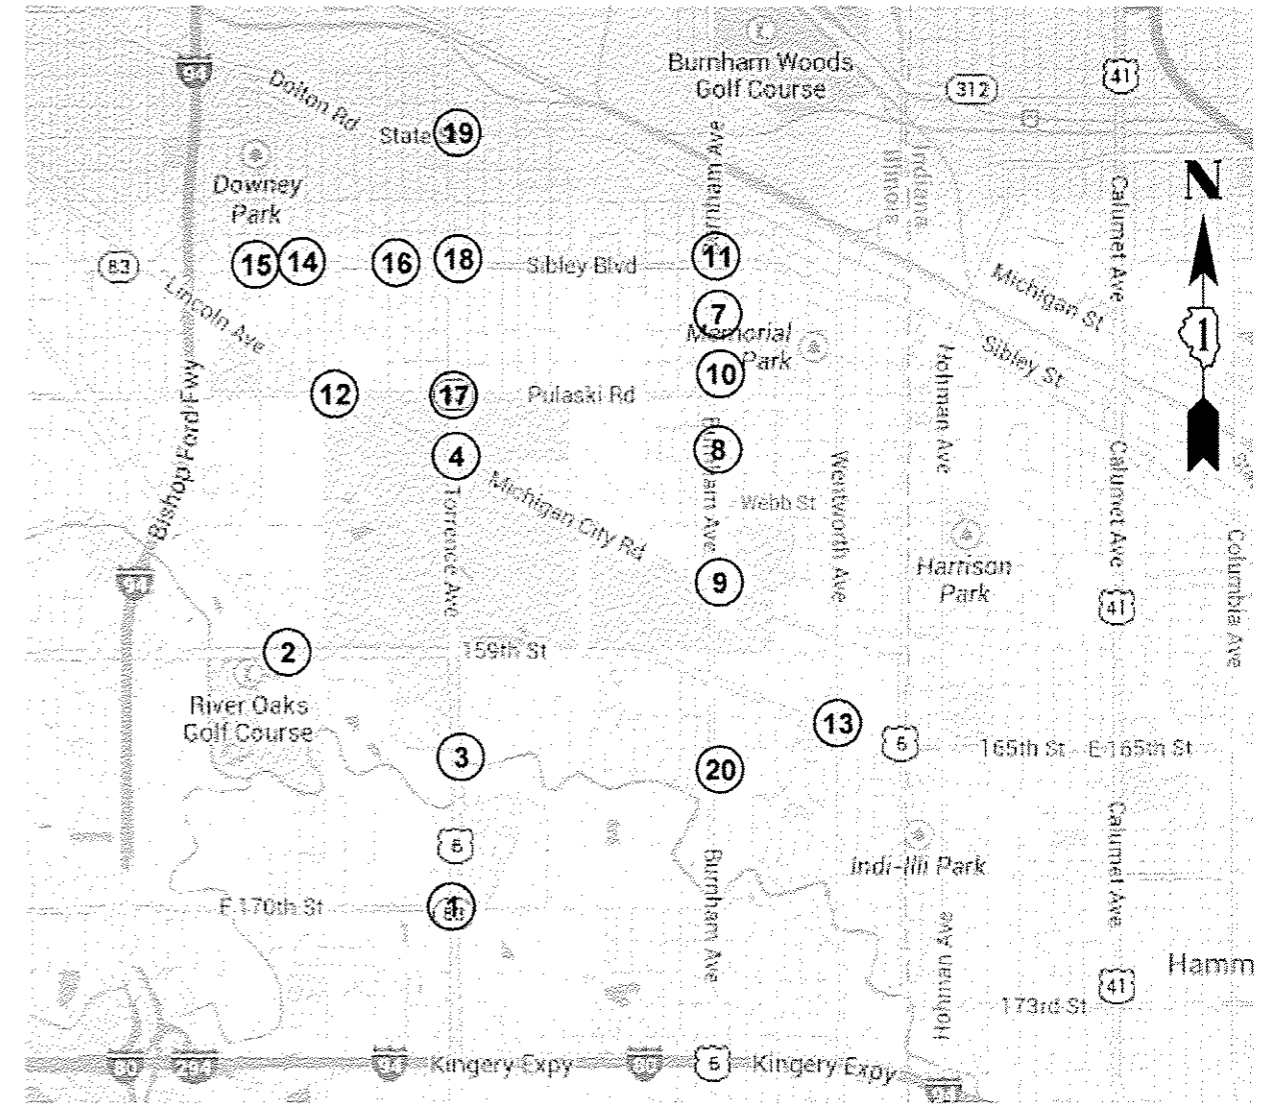 Burnham Woods
Golf Course
94
41
312
Dolton Rd
State
19
Downey
Park
Illinois
Indiana
Calumet Ave
N
83
15
14
16
18
Sibley Blvd
11
Lincoln Ave
Michigan St
7
Memorial
Park
Sibley St
1
12
17
Pulaski Rd
10
Hohman Ave
Bishop Ford Fwy
4
8
Michigan City Rd
Webb St
Wentworth Ave
Calumet Ave
Torrence Ave
Harrison
Park
Columbia Ave
94
9
41
2
159th St
River Oaks
Golf Course
13
6
165th St
E 165th St
3
20
6
Indi-Illi Park
Burnham Ave
Calumet Ave
E 170th St
1
Hohman Ave
Hamm
41
173rd St
80
294
94
Kingery Expy
80
6
Kingery Expy